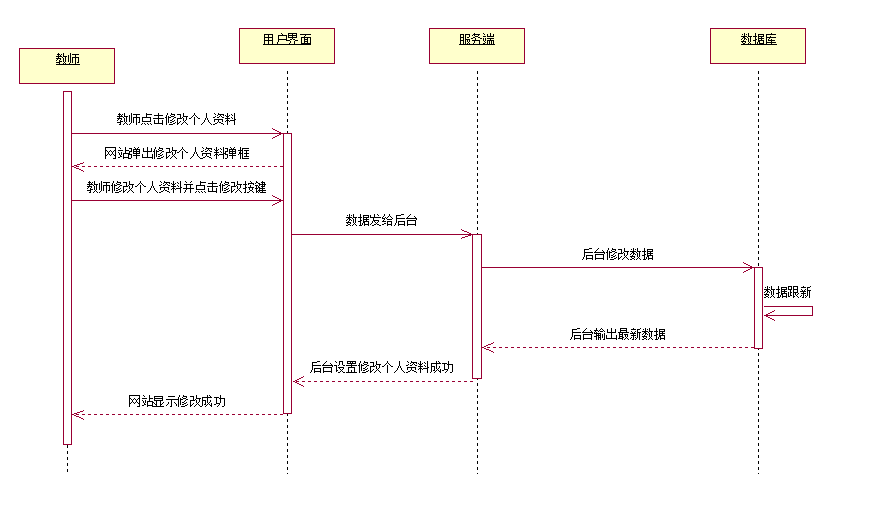 用户界面
服务端
数据库
教师
教师点击修改个人资料
网站弹出修改个人资料弹框
教师修改个人资料并点击修改按键
数据发给后台
后台修改数据
数据跟新
后台输出最新数据
后台设置修改个人资料成功
网站显示修改成功